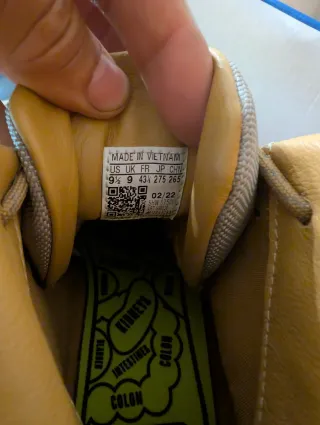 MADE IN VIETNAM
US UK FR JP CHN
9½ 9 43⅓ 275 265
02/22
KIDNEYS
BLADDER
INTESTINES
COLON
COLON